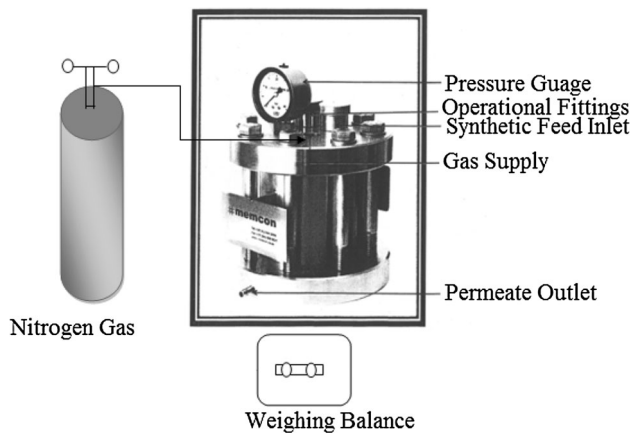 Pressure Guage
Operational Fittings
Synthetic Feed Inlet
Gas Supply
memcon
Permeate Outlet
Nitrogen Gas
Weighing Balance